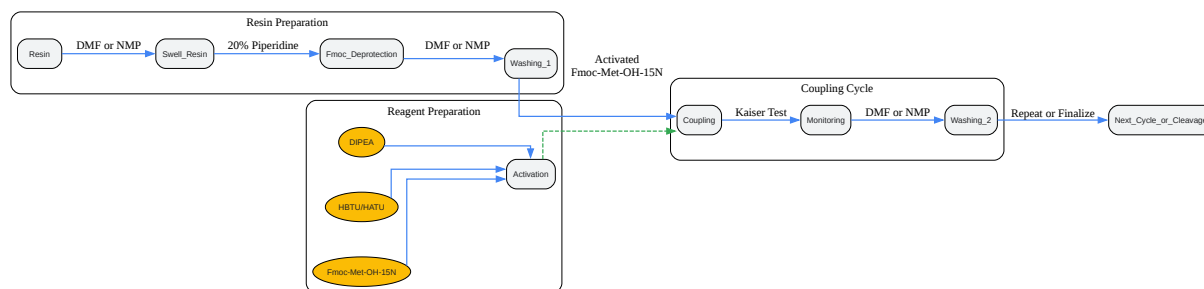 Resin Preparation
Resin
DMF or NMP
Swell_Resin
20% Piperidine
Fmoc_Deprotection
DMF or NMP
Washing_1
Activated
Fmoc-Met-OH-15N
Reagent Preparation
DIPEA
HBTU/HATU
Fmoc-Met-OH-15N
Activation
Coupling Cycle
Coupling
Kaiser Test
Monitoring
DMF or NMP
Washing_2
Repeat or Finalize
Next_Cycle_or_Cleavage